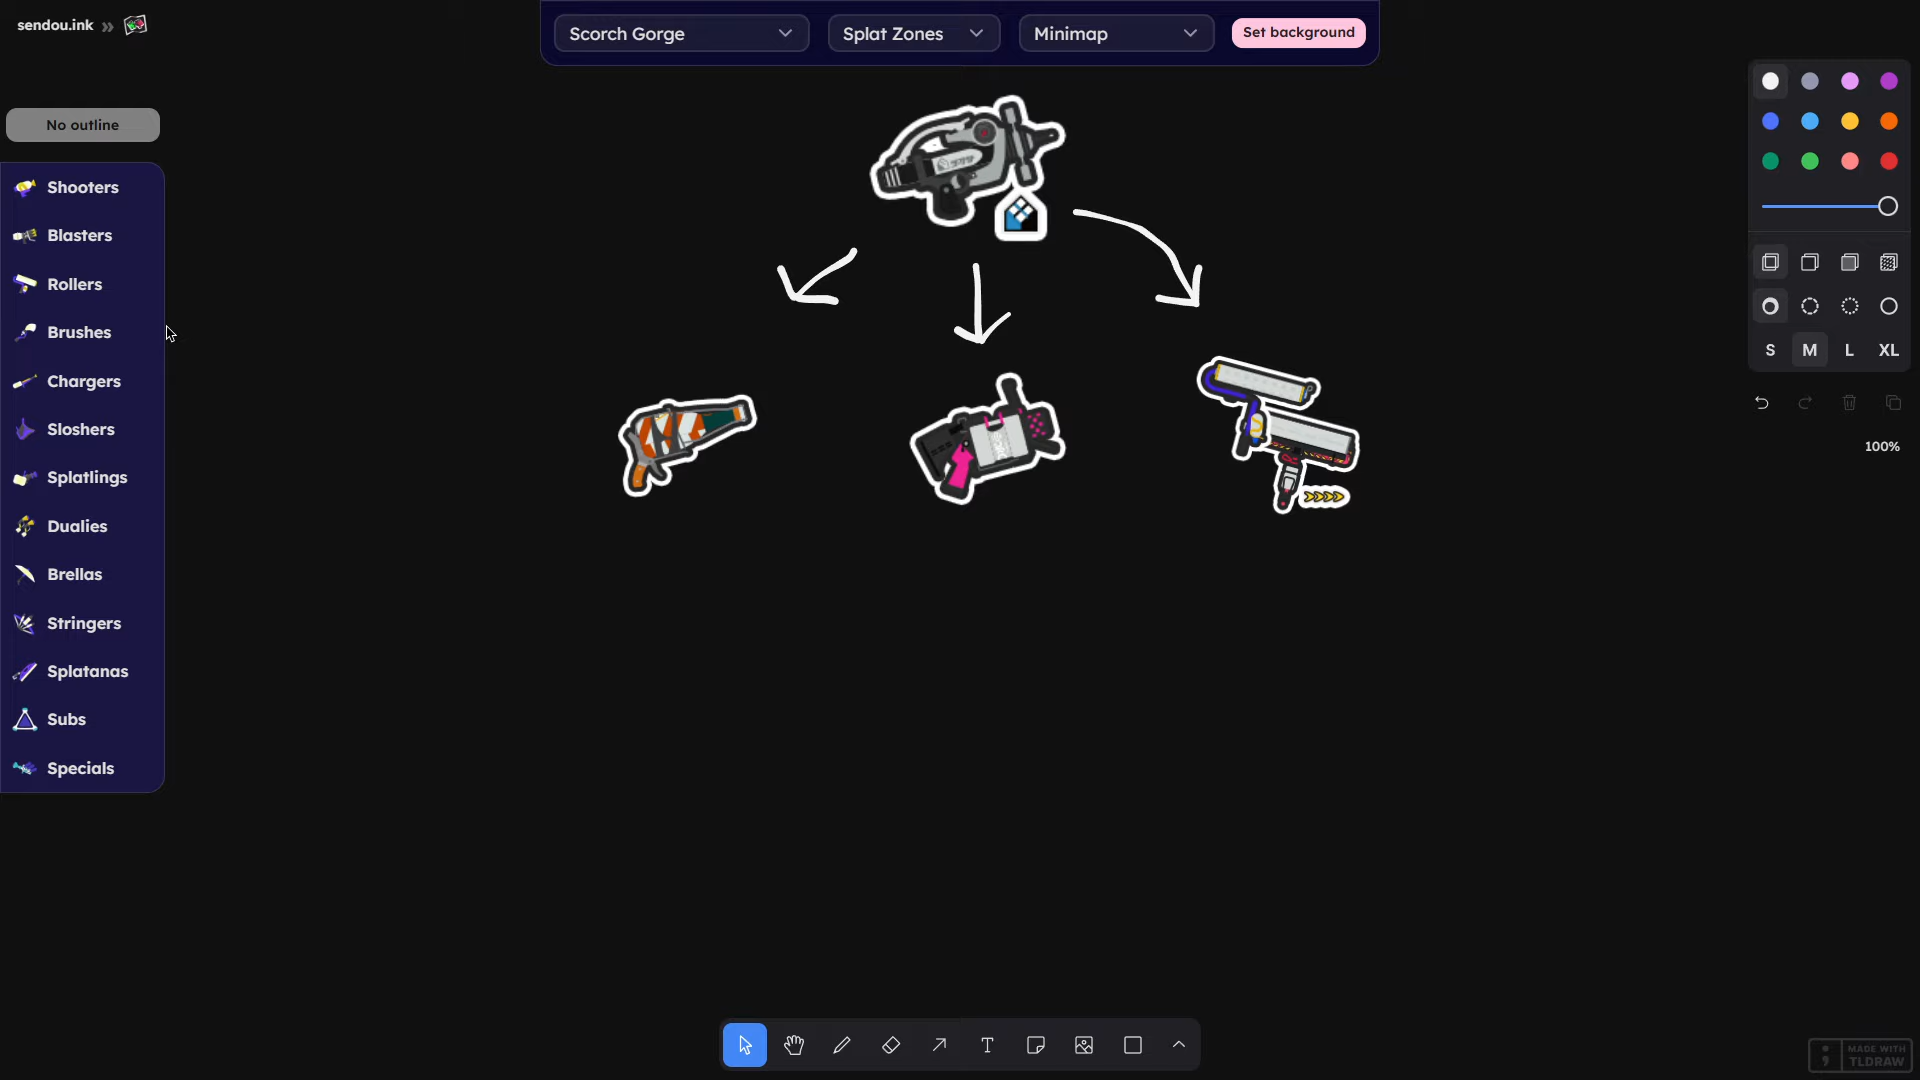 sendou.ink »
Scorch Gorge
Splat Zones
Minimap
Set background
No outline
Shooters
Blasters
Rollers
Brushes
Chargers
Sloshers
Splatlings
Dualies
Brellas
Stringers
Splatanas
Subs
Specials
S M L XL
100%
T
MADE WITH
TLDRAW